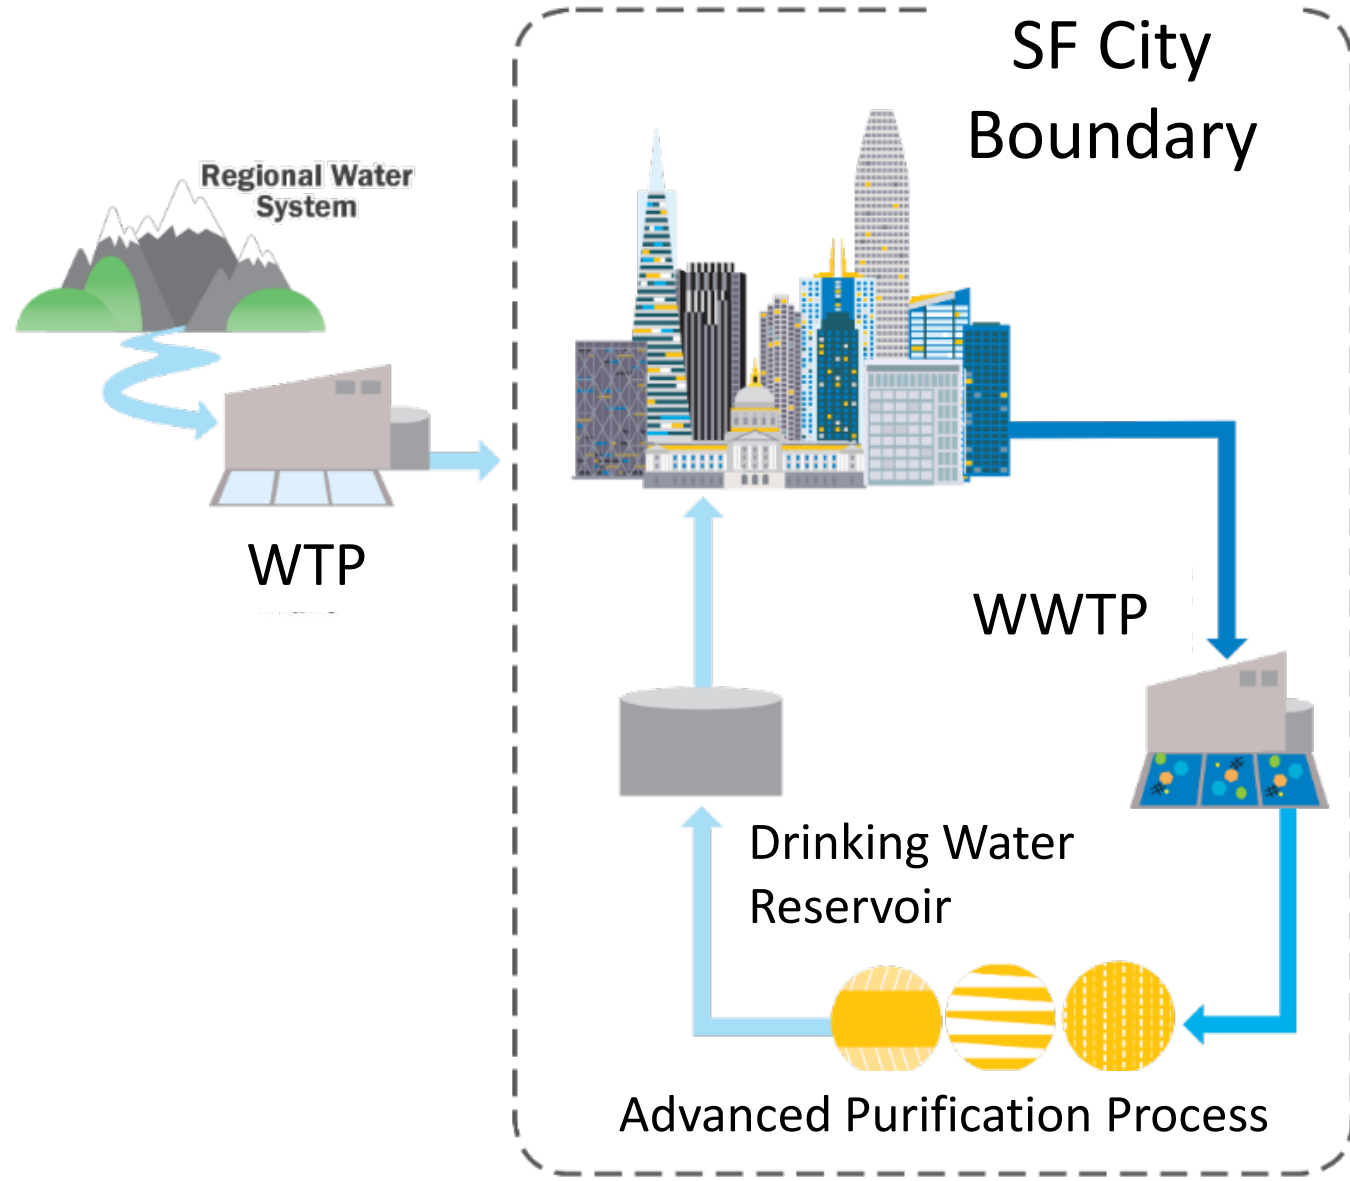 SF City
Boundary
Regional Water
System
WTP
WWTP
Drinking Water
Reservoir
Advanced Purification Process